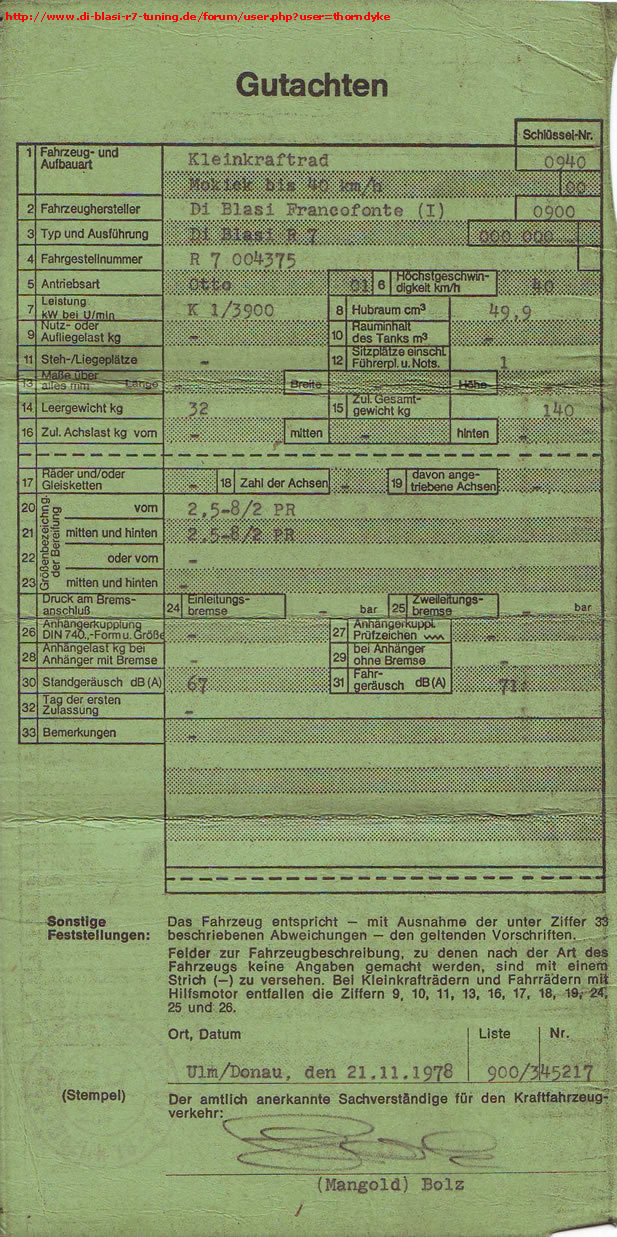 http://www.di-blasi-r7-tuning.de/forum/user.php?user=thorndyke
Gutachten
Schlüssel-Nr.
1 Fahrzeug- und Aufbauart Kleinkraftrad 0940
Mokick bis 40 km/h 00
2 Fahrzeughersteller Di Blasi Francofonte (I) 0900
3 Typ und Ausführung Di Blasi R 7 000 000
4 Fahrgestellnummer R 7 004375
5 Antriebsart Otto 01 6 Höchstgeschwin-digkeit km/h 40
7 Leistung kW bei U/min K 1/3900 8 Hubraum cm³ 49,9
9 Nutz- oder Aufliegelast kg – 10 Rauminhalt des Tanks m³ –
11 Steh-/Liegeplätze – 12 Sitzplätze einschl. Führerpl. u. Nots. 1
13 Maße über alles mm Länge – Breite – Höhe –
14 Leergewicht kg 32 15 Zul. Gesamt-gewicht kg 140
16 Zul. Achslast kg vorn – mitten – hinten –
17 Räder und/oder Gleisketten – 18 Zahl der Achsen – 19 davon ange-triebene Achsen –
Größenbezeichng. der Bereifung
20 vorn 2,5-8/2 PR
21 mitten und hinten 2.5-8/2 PR
22 oder vorn –
23 mitten und hinten
Druck am Brems-anschluß 24 Einleitungs-bremse – bar 25 Zweileitungs-bremse – bar
26 Anhängerkupplung DIN 740..-Form u. Größe – 27 Anhängerkuppl. Prüfzeichen –
28 Anhängelast kg bei Anhänger mit Bremse – 29 bei Anhänger ohne Bremse –
30 Standgeräusch dB (A) 67 31 Fahr-geräusch dB (A) 71
32 Tag der ersten Zulassung –
33 Bemerkungen –
Sonstige Feststellungen:
Das Fahrzeug entspricht – mit Ausnahme der unter Ziffer 33
beschriebenen Abweichungen – den geltenden Vorschriften.
Felder zur Fahrzeugbeschreibung, zu denen nach der Art des
Fahrzeugs keine Angaben gemacht werden, sind mit einem
Strich (–) zu versehen. Bei Kleinkrafträdern und Fahrrädern mit
Hilfsmotor entfallen die Ziffern 9, 10, 11, 13, 16, 17, 18, 19, 24,
25 und 26.
Ort, Datum Liste Nr.
Ulm/Donau, den 21.11.1978 900/345217
(Stempel)
Der amtlich anerkannte Sachverständige für den Kraftfahrzeug-
verkehr:
(Mangold) Bolz